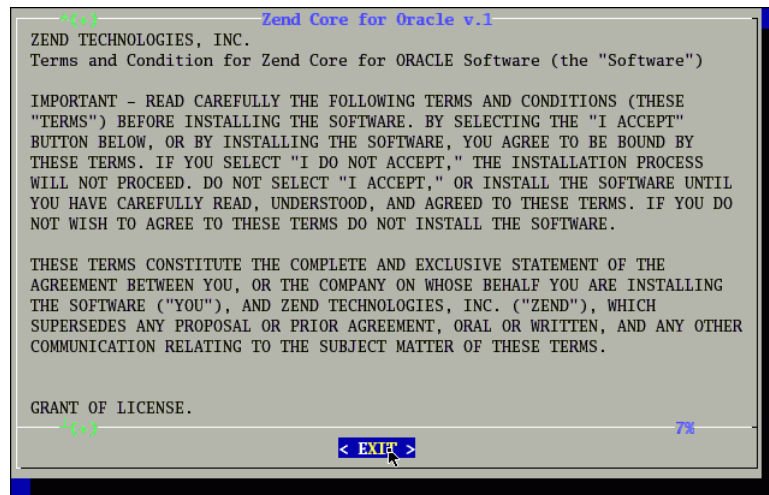 ^(+)
Zend Core for Oracle v.1
ZEND TECHNOLOGIES, INC.
Terms and Condition for Zend Core for ORACLE Software (the "Software")
IMPORTANT – READ CAREFULLY THE FOLLOWING TERMS AND CONDITIONS (THESE
"TERMS") BEFORE INSTALLING THE SOFTWARE. BY SELECTING THE "I ACCEPT"
BUTTON BELOW, OR BY INSTALLING THE SOFTWARE, YOU AGREE TO BE BOUND BY
THESE TERMS. IF YOU SELECT "I DO NOT ACCEPT," THE INSTALLATION PROCESS
WILL NOT PROCEED. DO NOT SELECT "I ACCEPT," OR INSTALL THE SOFTWARE UNTIL
YOU HAVE CAREFULLY READ, UNDERSTOOD, AND AGREED TO THESE TERMS. IF YOU DO
NOT WISH TO AGREE TO THESE TERMS DO NOT INSTALL THE SOFTWARE.
THESE TERMS CONSTITUTE THE COMPLETE AND EXCLUSIVE STATEMENT OF THE
AGREEMENT BETWEEN YOU, OR THE COMPANY ON WHOSE BEHALF YOU ARE INSTALLING
THE SOFTWARE ("YOU"), AND ZEND TECHNOLOGIES, INC. ("ZEND"), WHICH
SUPERSEDES ANY PROPOSAL OR PRIOR AGREEMENT, ORAL OR WRITTEN, AND ANY OTHER
COMMUNICATION RELATING TO THE SUBJECT MATTER OF THESE TERMS.
GRANT OF LICENSE.
7%
< EXIT >